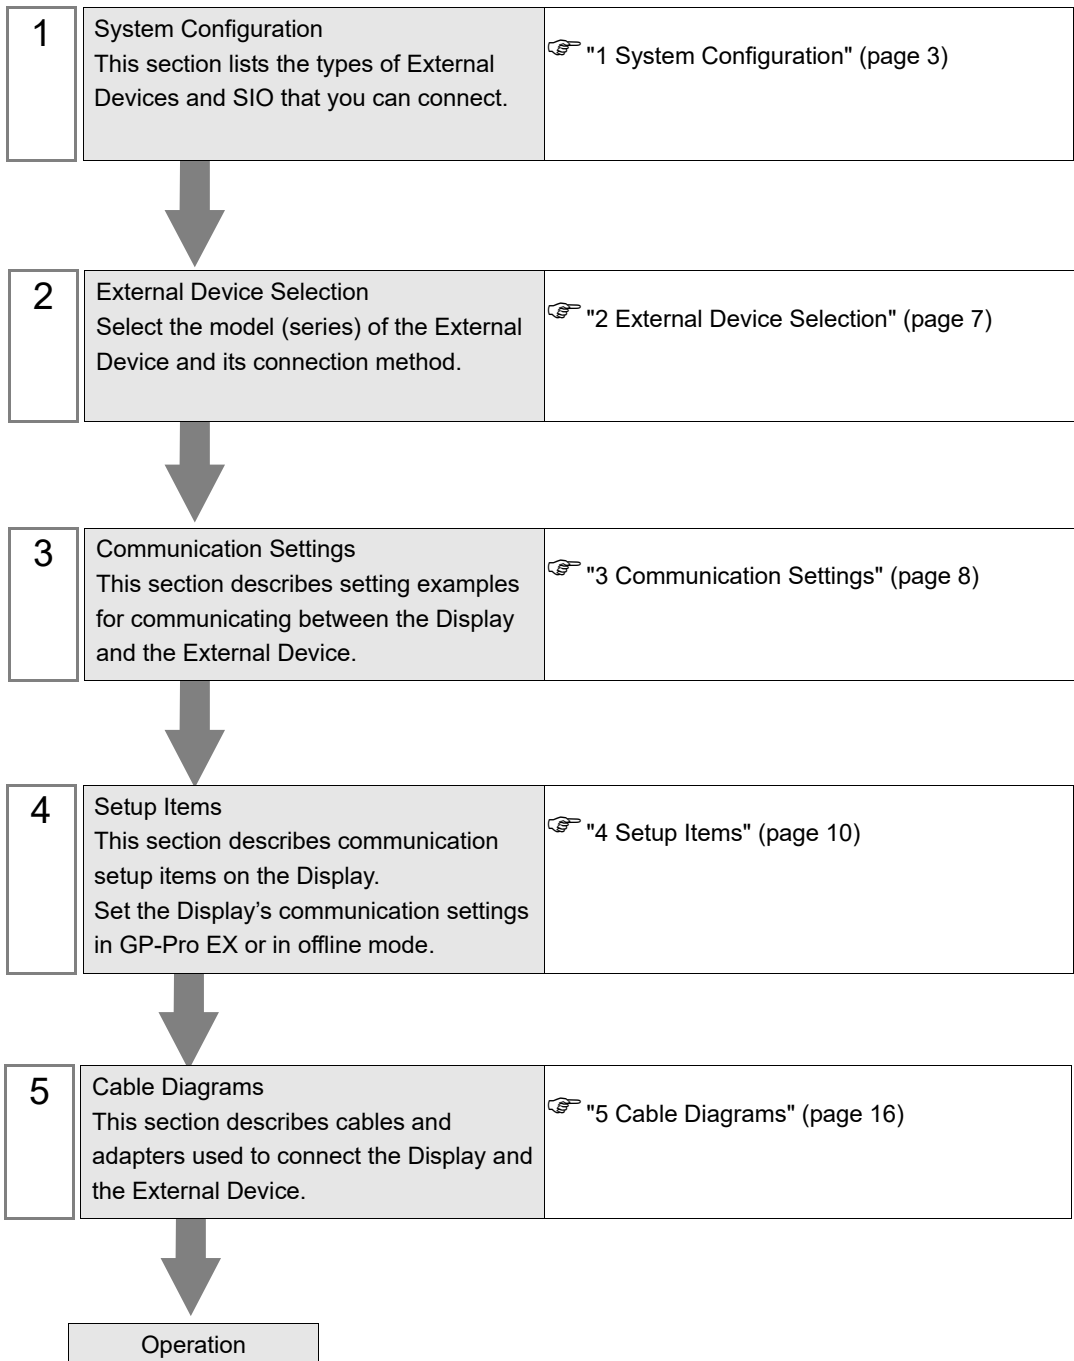 1
System Configuration
This section lists the types of External
Devices and SIO that you can connect.
"1 System Configuration" (page 3)
2
External Device Selection
Select the model (series) of the External
Device and its connection method.
"2 External Device Selection" (page 7)
3
Communication Settings
This section describes setting examples
for communicating between the Display
and the External Device.
"3 Communication Settings" (page 8)
4
Setup Items
This section describes communication
setup items on the Display.
Set the Display’s communication settings
in GP-Pro EX or in offline mode.
"4 Setup Items" (page 10)
5
Cable Diagrams
This section describes cables and
adapters used to connect the Display and
the External Device.
"5 Cable Diagrams" (page 16)
Operation